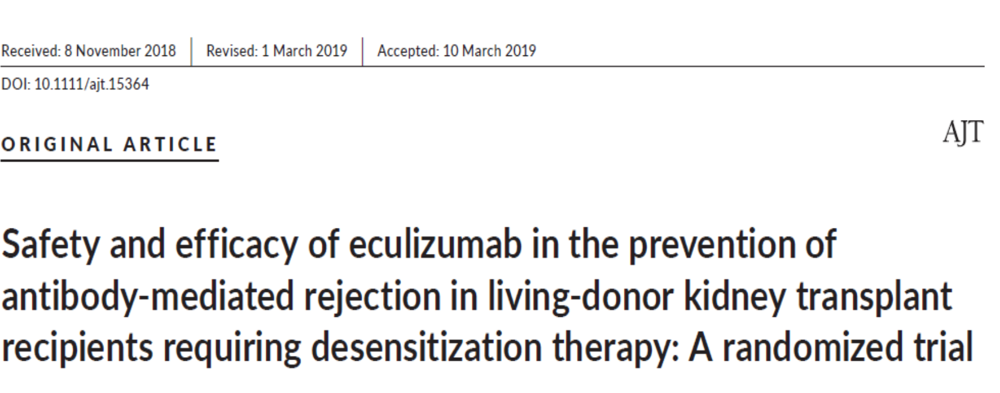 Received: 8 November 2018 | Revised: 1 March 2019 | Accepted: 10 March 2019
DOI: 10.1111/ajt.15364
AJT
ORIGINAL ARTICLE
Safety and efficacy of eculizumab in the prevention of
antibody-mediated rejection in living-donor kidney transplant
recipients requiring desensitization therapy: A randomized trial